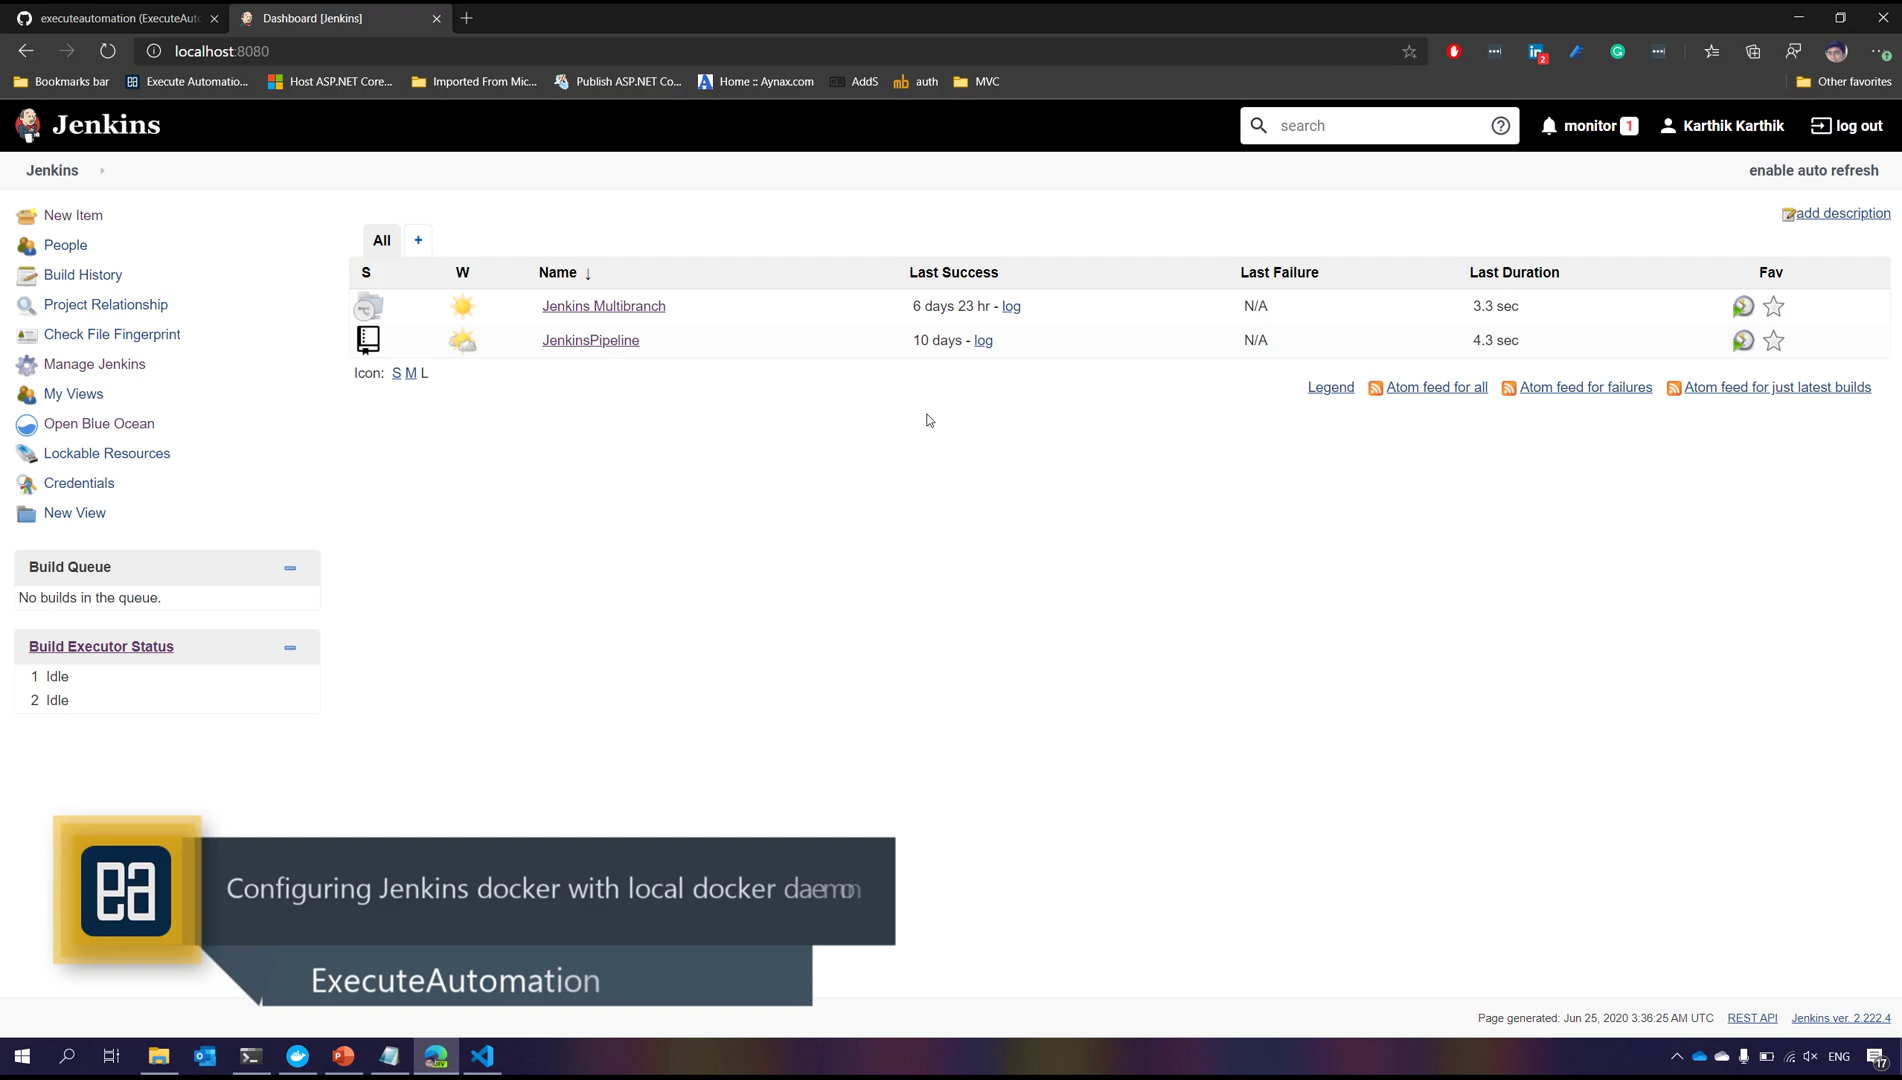 executeautomation (ExecuteAuto
Dashboard [Jenkins]
localhost:8080
2
Bookmarks bar
Execute Automatio...
Host ASP.NET Core...
Imported From Mic...
Publish ASP.NET Co...
Home :: Aynax.com
AddS
auth
MVC
Other favorites
Jenkins
search
monitor 1
Karthik Karthik
log out
Jenkins
enable auto refresh
New Item
People
Build History
Project Relationship
Check File Fingerprint
Manage Jenkins
My Views
Open Blue Ocean
Lockable Resources
Credentials
New View
Build Queue
No builds in the queue.
Build Executor Status
1 Idle
2 Idle
add description
All +
S W Name ↓ Last Success Last Failure Last Duration Fav
Jenkins Multibranch 6 days 23 hr - log N/A 3.3 sec
JenkinsPipeline 10 days - log N/A 4.3 sec
Icon: S M L
Legend Atom feed for all Atom feed for failures Atom feed for just latest builds
ea
Configuring Jenkins docker with local docker daemon
ExecuteAutomation
Page generated: Jun 25, 2020 3:36:25 AM UTC REST API Jenkins ver. 2.222.4
ENG
17